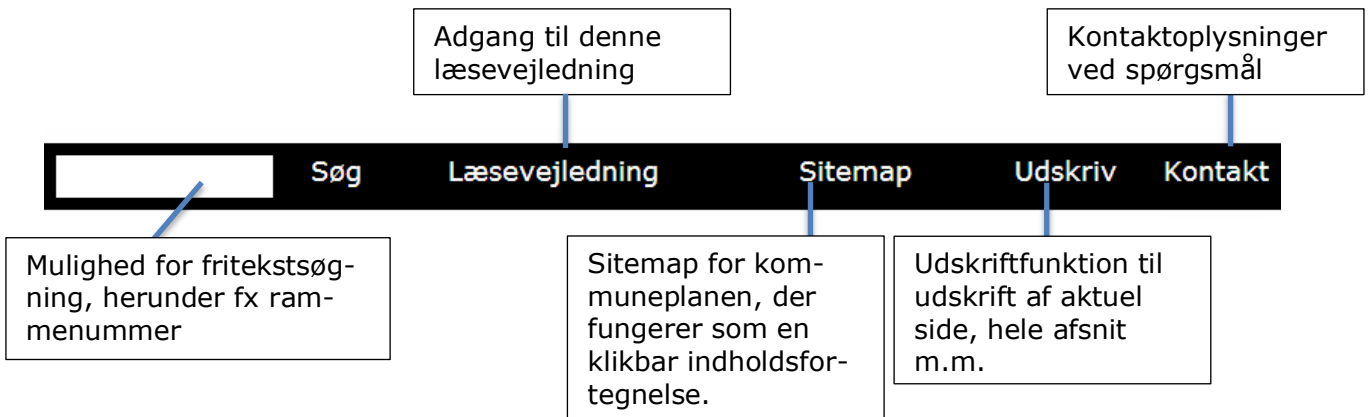 Adgang til denne
læsevejledning
Kontaktoplysninger
ved spørgsmål
Søg Læsevejledning Sitemap Udskriv Kontakt
Mulighed for fritekstsøg-
ning, herunder fx ram-
menummer
Sitemap for kom-
muneplanen, der
fungerer som en
klikbar indholdsfor-
tegnelse.
Udskriftfunktion til
udskrift af aktuel
side, hele afsnit
m.m.